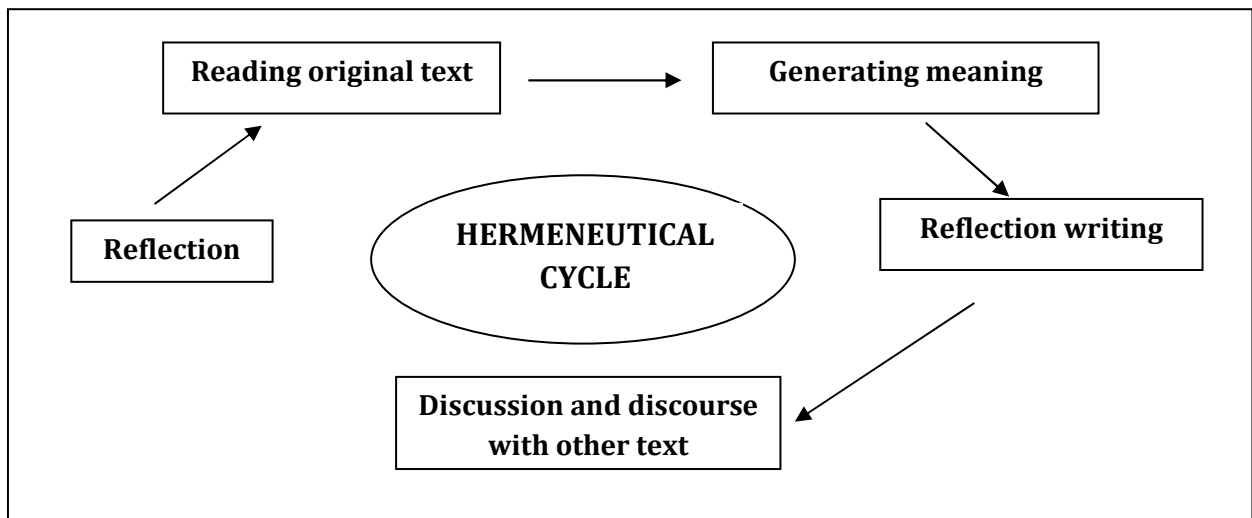 Reading original text
Generating meaning
Reflection
HERMENEUTICAL
CYCLE
Reflection writing
Discussion and discourse
with other text